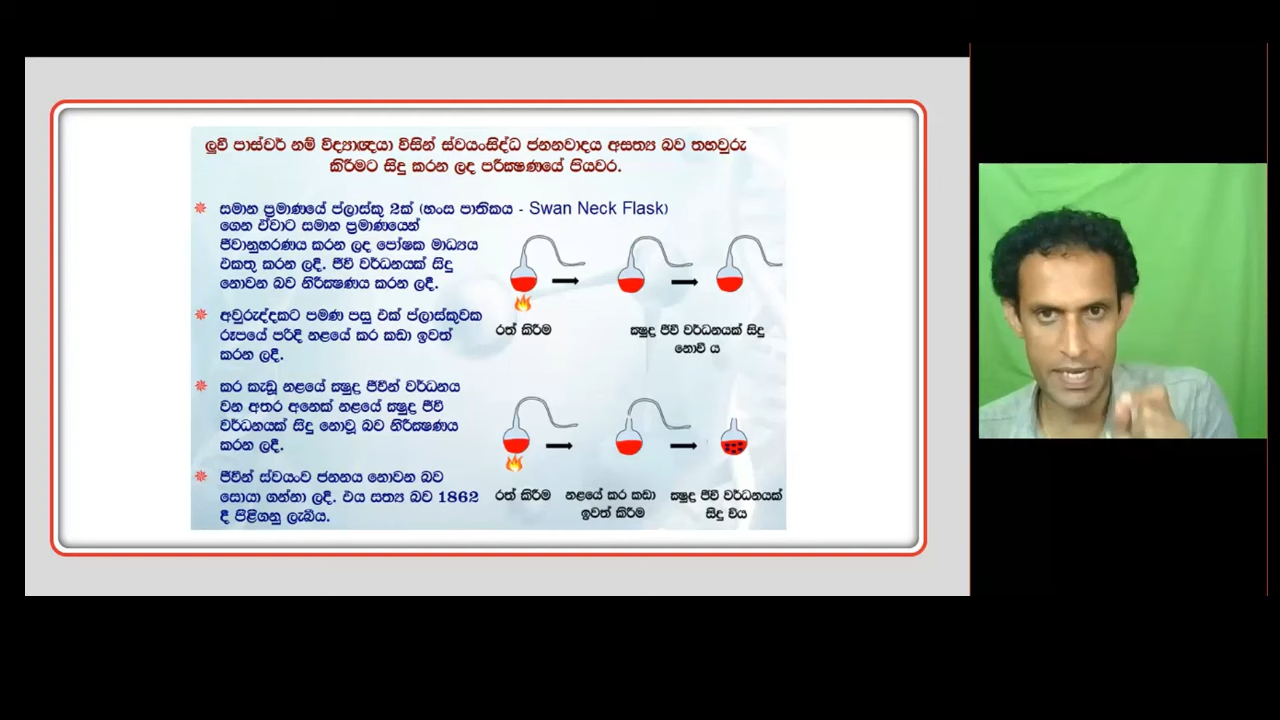 ලුවී පාස්චර් නම් විද්‍යාඥයා විසින් ස්වයංසිද්ධ ජනනවාදය අසත්‍ය බව තහවුරු
කිරීමට සිදු කරන ලද පරීක්ෂණයේ පියවර.
සමාන ප්‍රමාණයේ ප්ලාස්කු 2ක් (හංස පාතිකය - Swan Neck Flask)
ගෙන ඒවාට සමාන ප්‍රමාණයෙන්
ජීවානුහරණය කරන ලද පෝෂක මාධ්‍යය
එකතු කරන ලදී. ජීවී වර්ධනයක් සිදු
නොවන බව නිරීක්ෂණය කරන ලදී.
අවුරුද්දකට පමණ පසු එක් ප්ලාස්කුවක
රූපයේ පරිදි නළයේ කර කඩා ඉවත්
කරන ලදී.
කර කැඩූ නළයේ ක්ෂුද්‍ර ජීවීන් වර්ධනය
වන අතර අනෙක් නළයේ ක්ෂුද්‍ර ජීවී
වර්ධනයක් සිදු නොවූ බව නිරීක්ෂණය
කරන ලදී.
ජීවීන් ස්වයංව ජනනය නොවන බව
සොයා ගන්නා ලදී. එය සත්‍ය බව 1862
දී පිළිගනු ලැබීය.
රත් කිරීම
ක්ෂුද්‍ර ජීවී වර්ධනයක් සිදු
නොවී ය
රත් කිරීම
නළයේ කර කඩා
ඉවත් කිරීම
ක්ෂුද්‍ර ජීවී වර්ධනයක්
සිදු විය